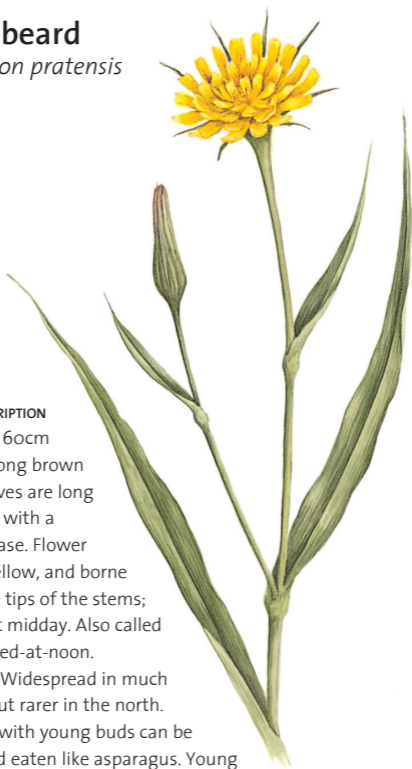 beard
on pratensis
RIPTION
60cm
ong brown
ves are long
with a
ase. Flower
ellow, and borne
tips of the stems;
t midday. Also called
ed-at-noon.
Widespread in much
ut rarer in the north.
with young buds can be
d eaten like asparagus. Young